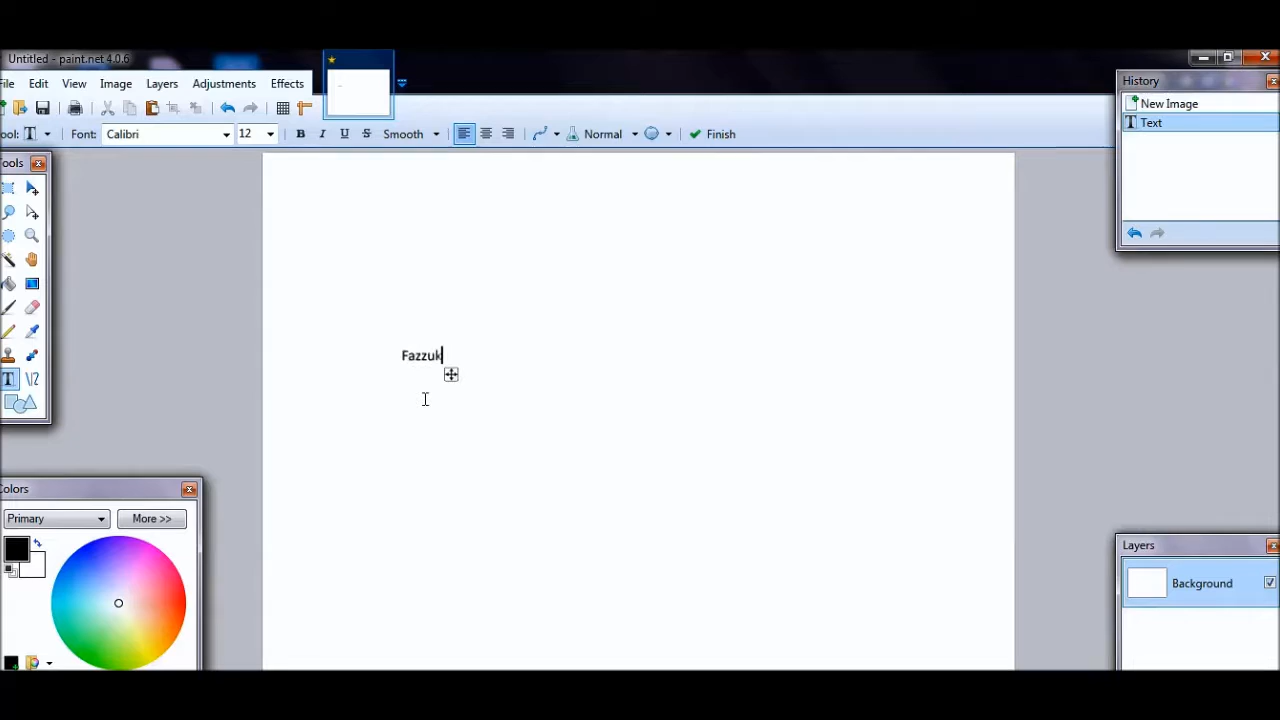 Untitled - paint.net 4.0.6
File Edit View Image Layers Adjustments Effects
Tool: T Font: Calibri 12 B I U S Smooth Normal Finish
History
New Image
T Text
Tools
T
Fazzuk
Colors
Primary More >>
Layers
Background